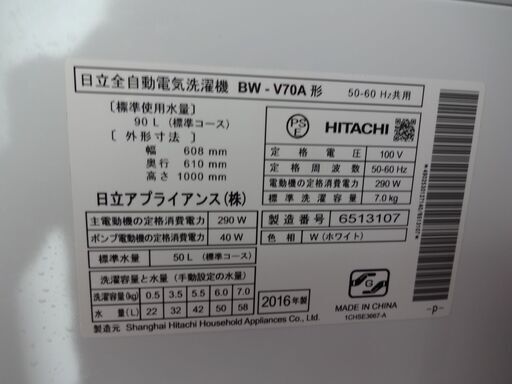 日立全自動電気洗濯機 BW-V70A 形 50-60 Hz共用
[標準使用水量]
90 L (標準コース)
[外形寸法]
幅 608 mm
奥行 610 mm
高さ 1000 mm
日立アプライアンス(株)
主電動機の定格消費電力 290 W
ポンプ電動機の定格消費電力 40 W
標準水量 50 L (標準コース)
洗濯容量と水量 (手動設定の水量)
洗濯容量(kg) 0.5 3.5 5.5 6.0 7.0
水量(L) 22 32 42 50 58
製造元 Shanghai Hitachi Household Appliances Co., Ltd.
2016年製
PSE HITACHI
定格電圧 100 V
定格周波数 50-60 Hz
電動機の定格消費電力 290 W
標準洗濯容量 7.0kg
製造番号 6513107
色相 W (ホワイト)
G
MADE IN CHINA
1CHSE3667-A
-p-